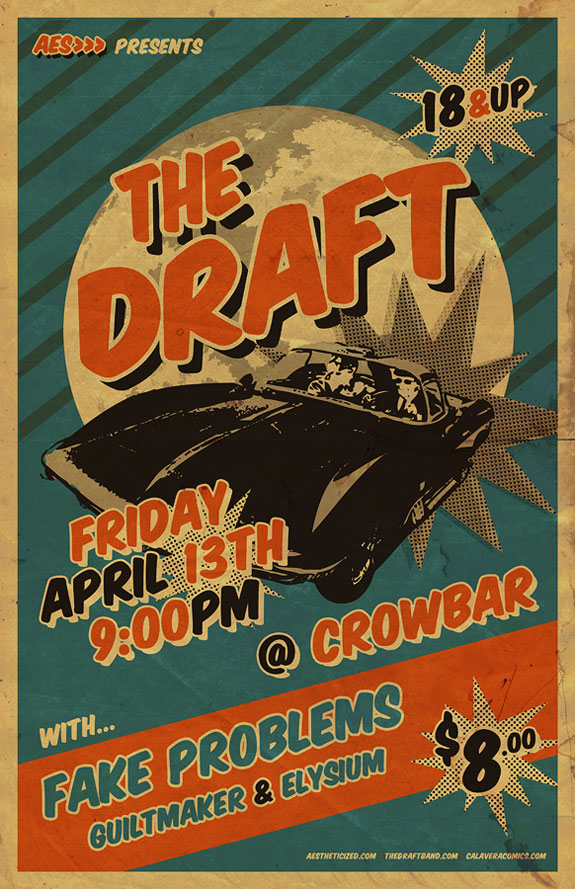 AES>>> PRESENTS
18 & UP
THE
DRAFT
FRIDAY
APRIL 13TH
9:00PM
@ CROWBAR
WITH...
FAKE PROBLEMS
GUILTMAKER & ELYSIUM
$8.00
AESTHETICIZED.COM THEDRAFTBAND.COM CALAVERACOMICS.COM